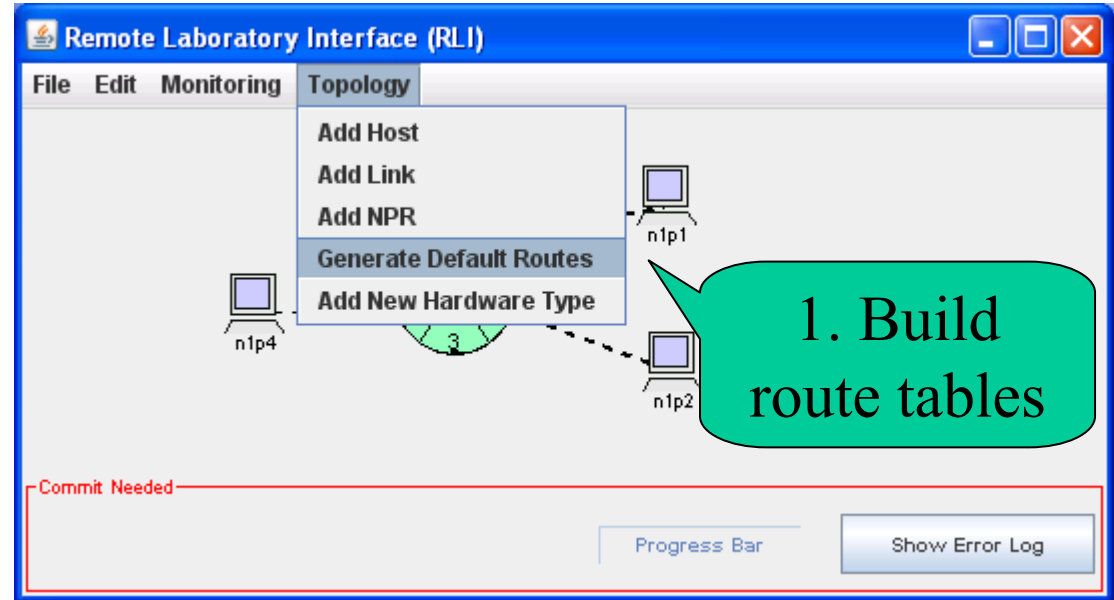 Remote Laboratory Interface (RLI)
File Edit Monitoring Topology
Add Host
Add Link
Add NPR
Generate Default Routes
Add New Hardware Type
n1p1
n1p4
3
n1p2
1. Build
route tables
Commit Needed
Progress Bar
Show Error Log